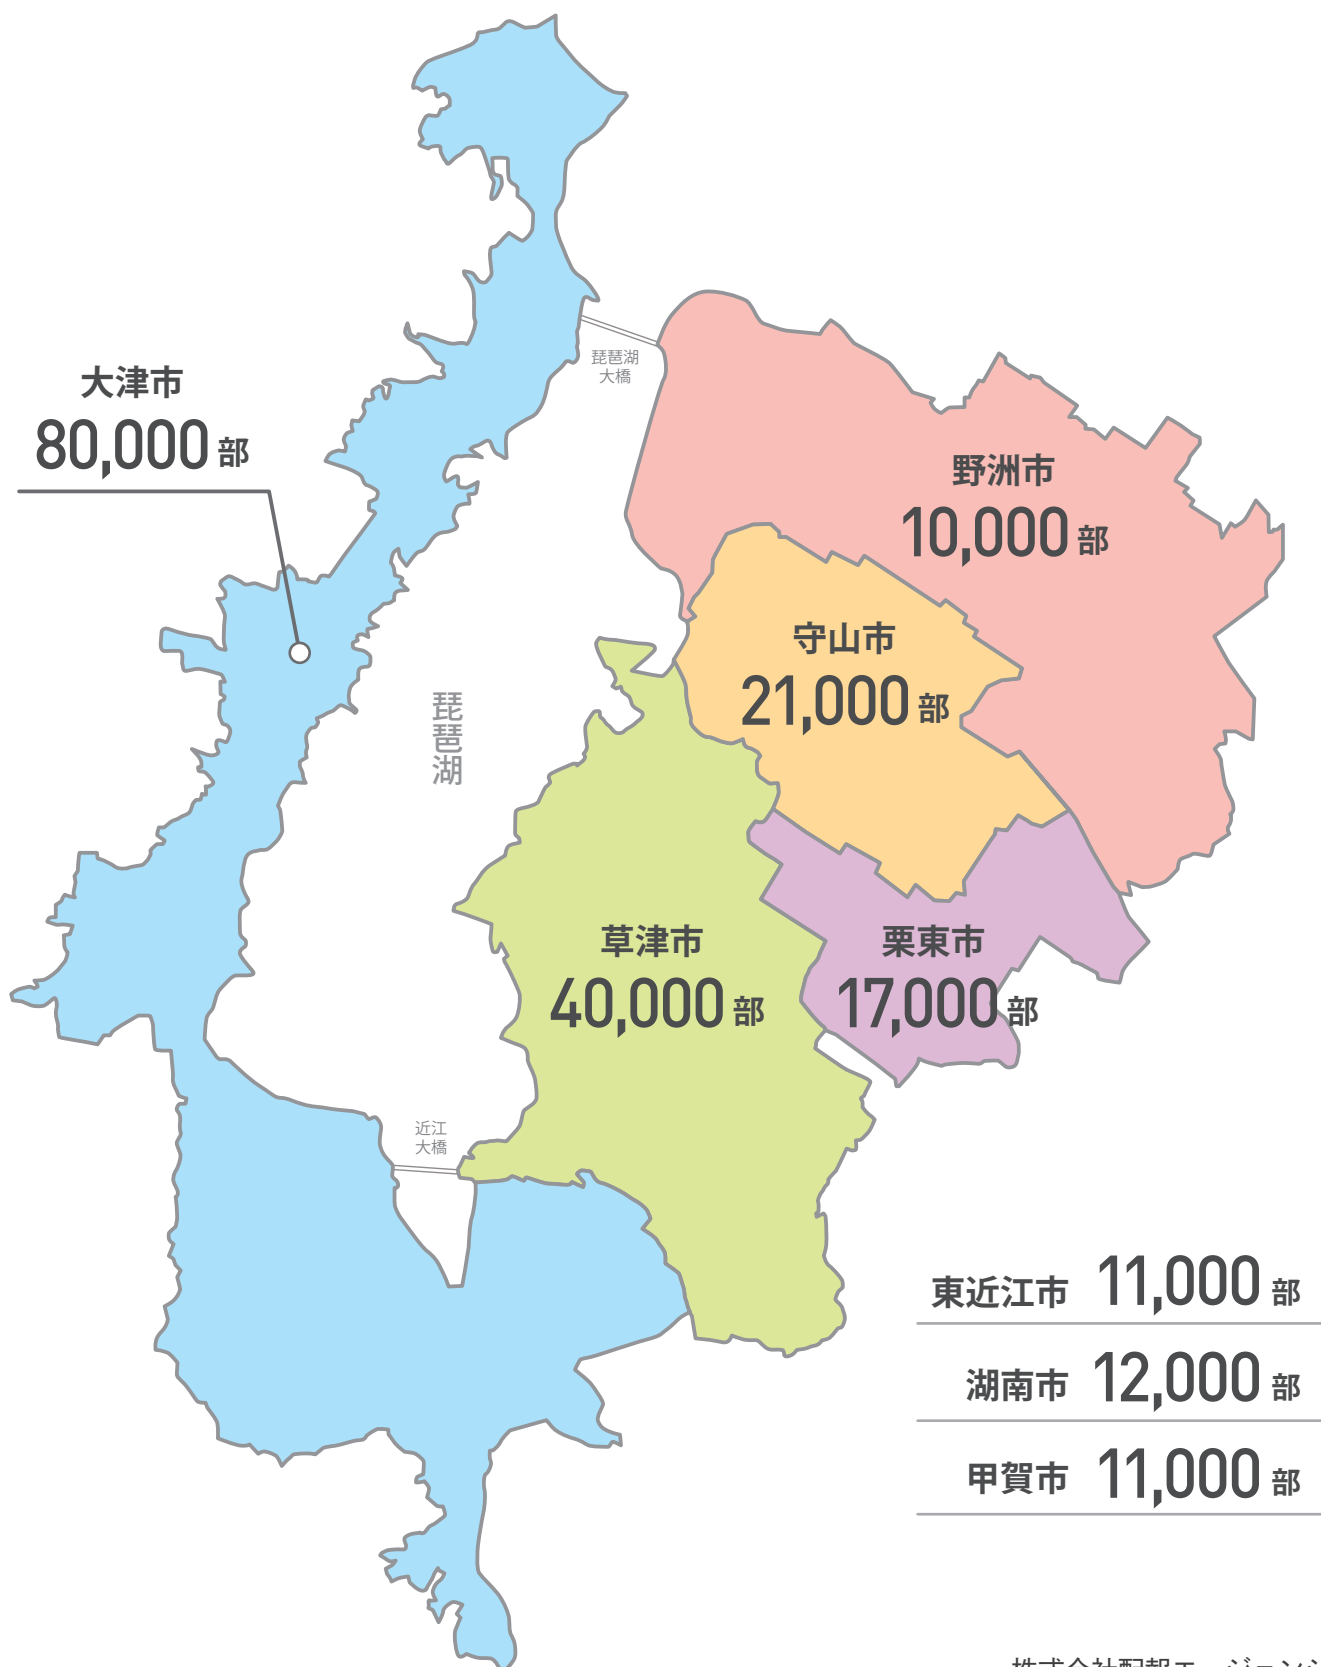 琵琶湖
大橋
大津市
80,000部
野洲市
10,000部
守山市
21,000部
琵琶湖
草津市
40,000部
栗東市
17,000部
近江
大橋
東近江市 11,000部
湖南市 12,000部
甲賀市 11,000部